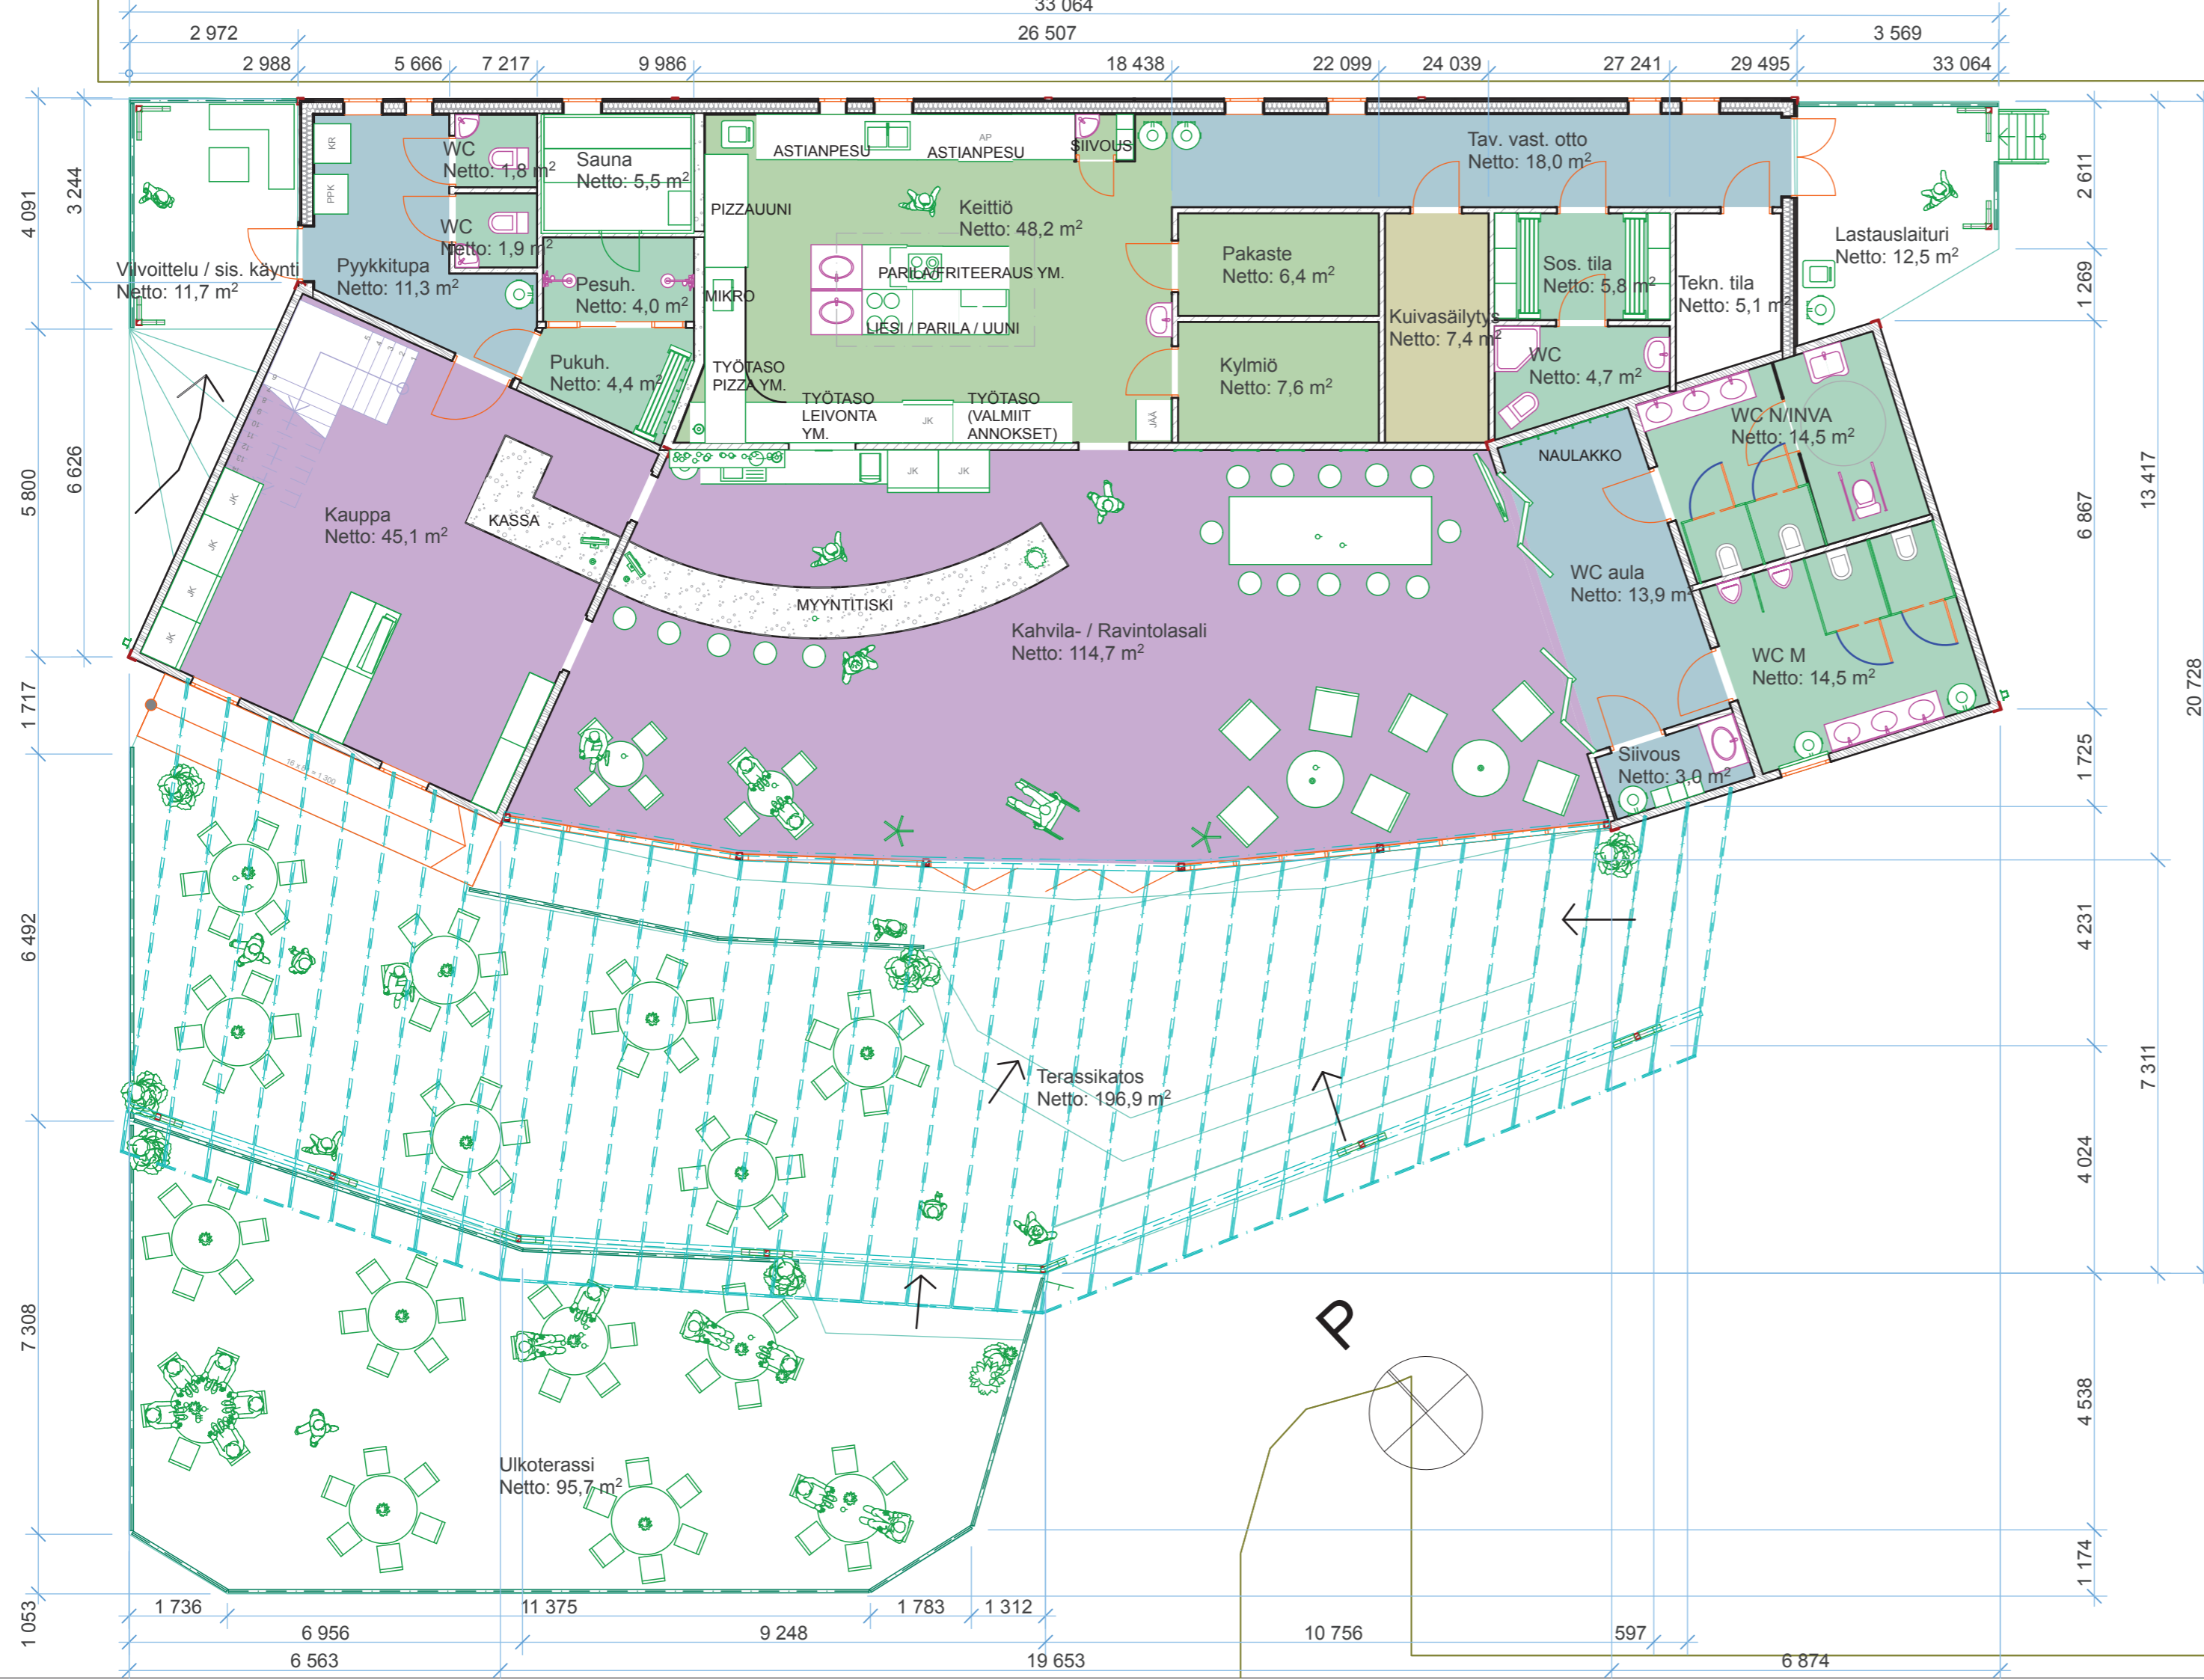 33 064
2 972
26 507
3 569
2 988
5 666
7 217
9 986
18 438
22 099
24 039
27 241
29 495
33 064
4 091
3 244
5 800
6 626
1 717
6 492
7 308
1 053
2 611
1 269
13 417
6 867
20 728
1 725
4 231
7 311
4 024
4 538
1 174
KR
PPK
WC
Netto: 1,8 m²
Sauna
Netto: 5,5 m²
ASTIANPESU
AP
ASTIANPESU
SIIVOUS
Tav. vast. otto
Netto: 18,0 m²
PIZZAUUNI
Keittiö
Netto: 48,2 m²
WC
Netto: 1,9 m²
Vilvoittelu / sis. käynti
Netto: 11,7 m²
Pyykkitupa
Netto: 11,3 m²
Pesuh.
Netto: 4,0 m²
MIKRO
PARILA/FRITEERAUS YM.
LIESI / PARILA / UUNI
Pakaste
Netto: 6,4 m²
Kuivasäilytys
Netto: 7,4 m²
Sos. tila
Netto: 5,8 m²
Tekn. tila
Netto: 5,1 m²
Lastauslaituri
Netto: 12,5 m²
Pukuh.
Netto: 4,4 m²
TYÖTASO
PIZZA YM.
TYÖTASO
LEIVONTA
YM.
JK
TYÖTASO
(VALMIIT
ANNOKSET)
JÄÄ
Kylmiö
Netto: 7,6 m²
WC
Netto: 4,7 m²
WC N/INVA
Netto: 14,5 m²
NAULAKKO
JK
JK
JK
JK
JK
JK
Kauppa
Netto: 45,1 m²
KASSA
MYYNTITISKI
Kahvila- / Ravintolasali
Netto: 114,7 m²
WC aula
Netto: 13,9 m²
WC M
Netto: 14,5 m²
Siivous
Netto: 3,0 m²
Terassikatos
Netto: 196,9 m²
P
Ulkoterassi
Netto: 95,7 m²
1 736
11 375
1 783
1 312
6 956
9 248
10 756
597
6 563
19 653
6 874